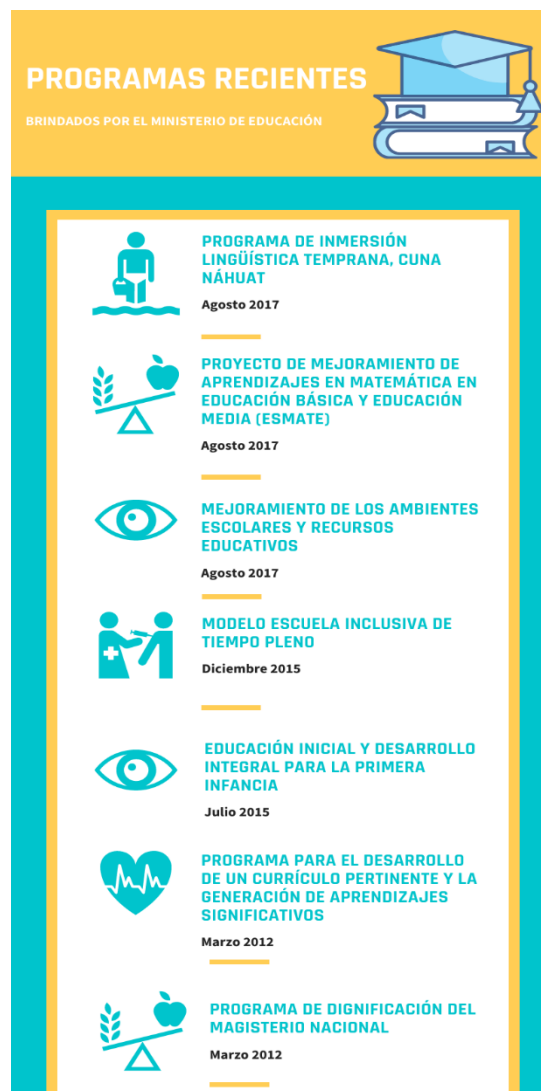 PROGRAMAS RECIENTES
BRINDADOS POR EL MINISTERIO DE EDUCACIÓN
PROGRAMA DE INMERSIÓN
LINGÜÍSTICA TEMPRANA, CUNA
NÁHUAT
Agosto 2017
PROYECTO DE MEJORAMIENTO DE
APRENDIZAJES EN MATEMÁTICA EN
EDUCACIÓN BÁSICA Y EDUCACIÓN
MEDIA (ESMATE)
Agosto 2017
MEJORAMIENTO DE LOS AMBIENTES
ESCOLARES Y RECURSOS
EDUCATIVOS
Agosto 2017
MODELO ESCUELA INCLUSIVA DE
TIEMPO PLENO
Diciembre 2015
EDUCACIÓN INICIAL Y DESARROLLO
INTEGRAL PARA LA PRIMERA
INFANCIA
Julio 2015
PROGRAMA PARA EL DESARROLLO
DE UN CURRÍCULO PERTINENTE Y LA
GENERACIÓN DE APRENDIZAJES
SIGNIFICATIVOS
Marzo 2012
PROGRAMA DE DIGNIFICACIÓN DEL
MAGISTERIO NACIONAL
Marzo 2012